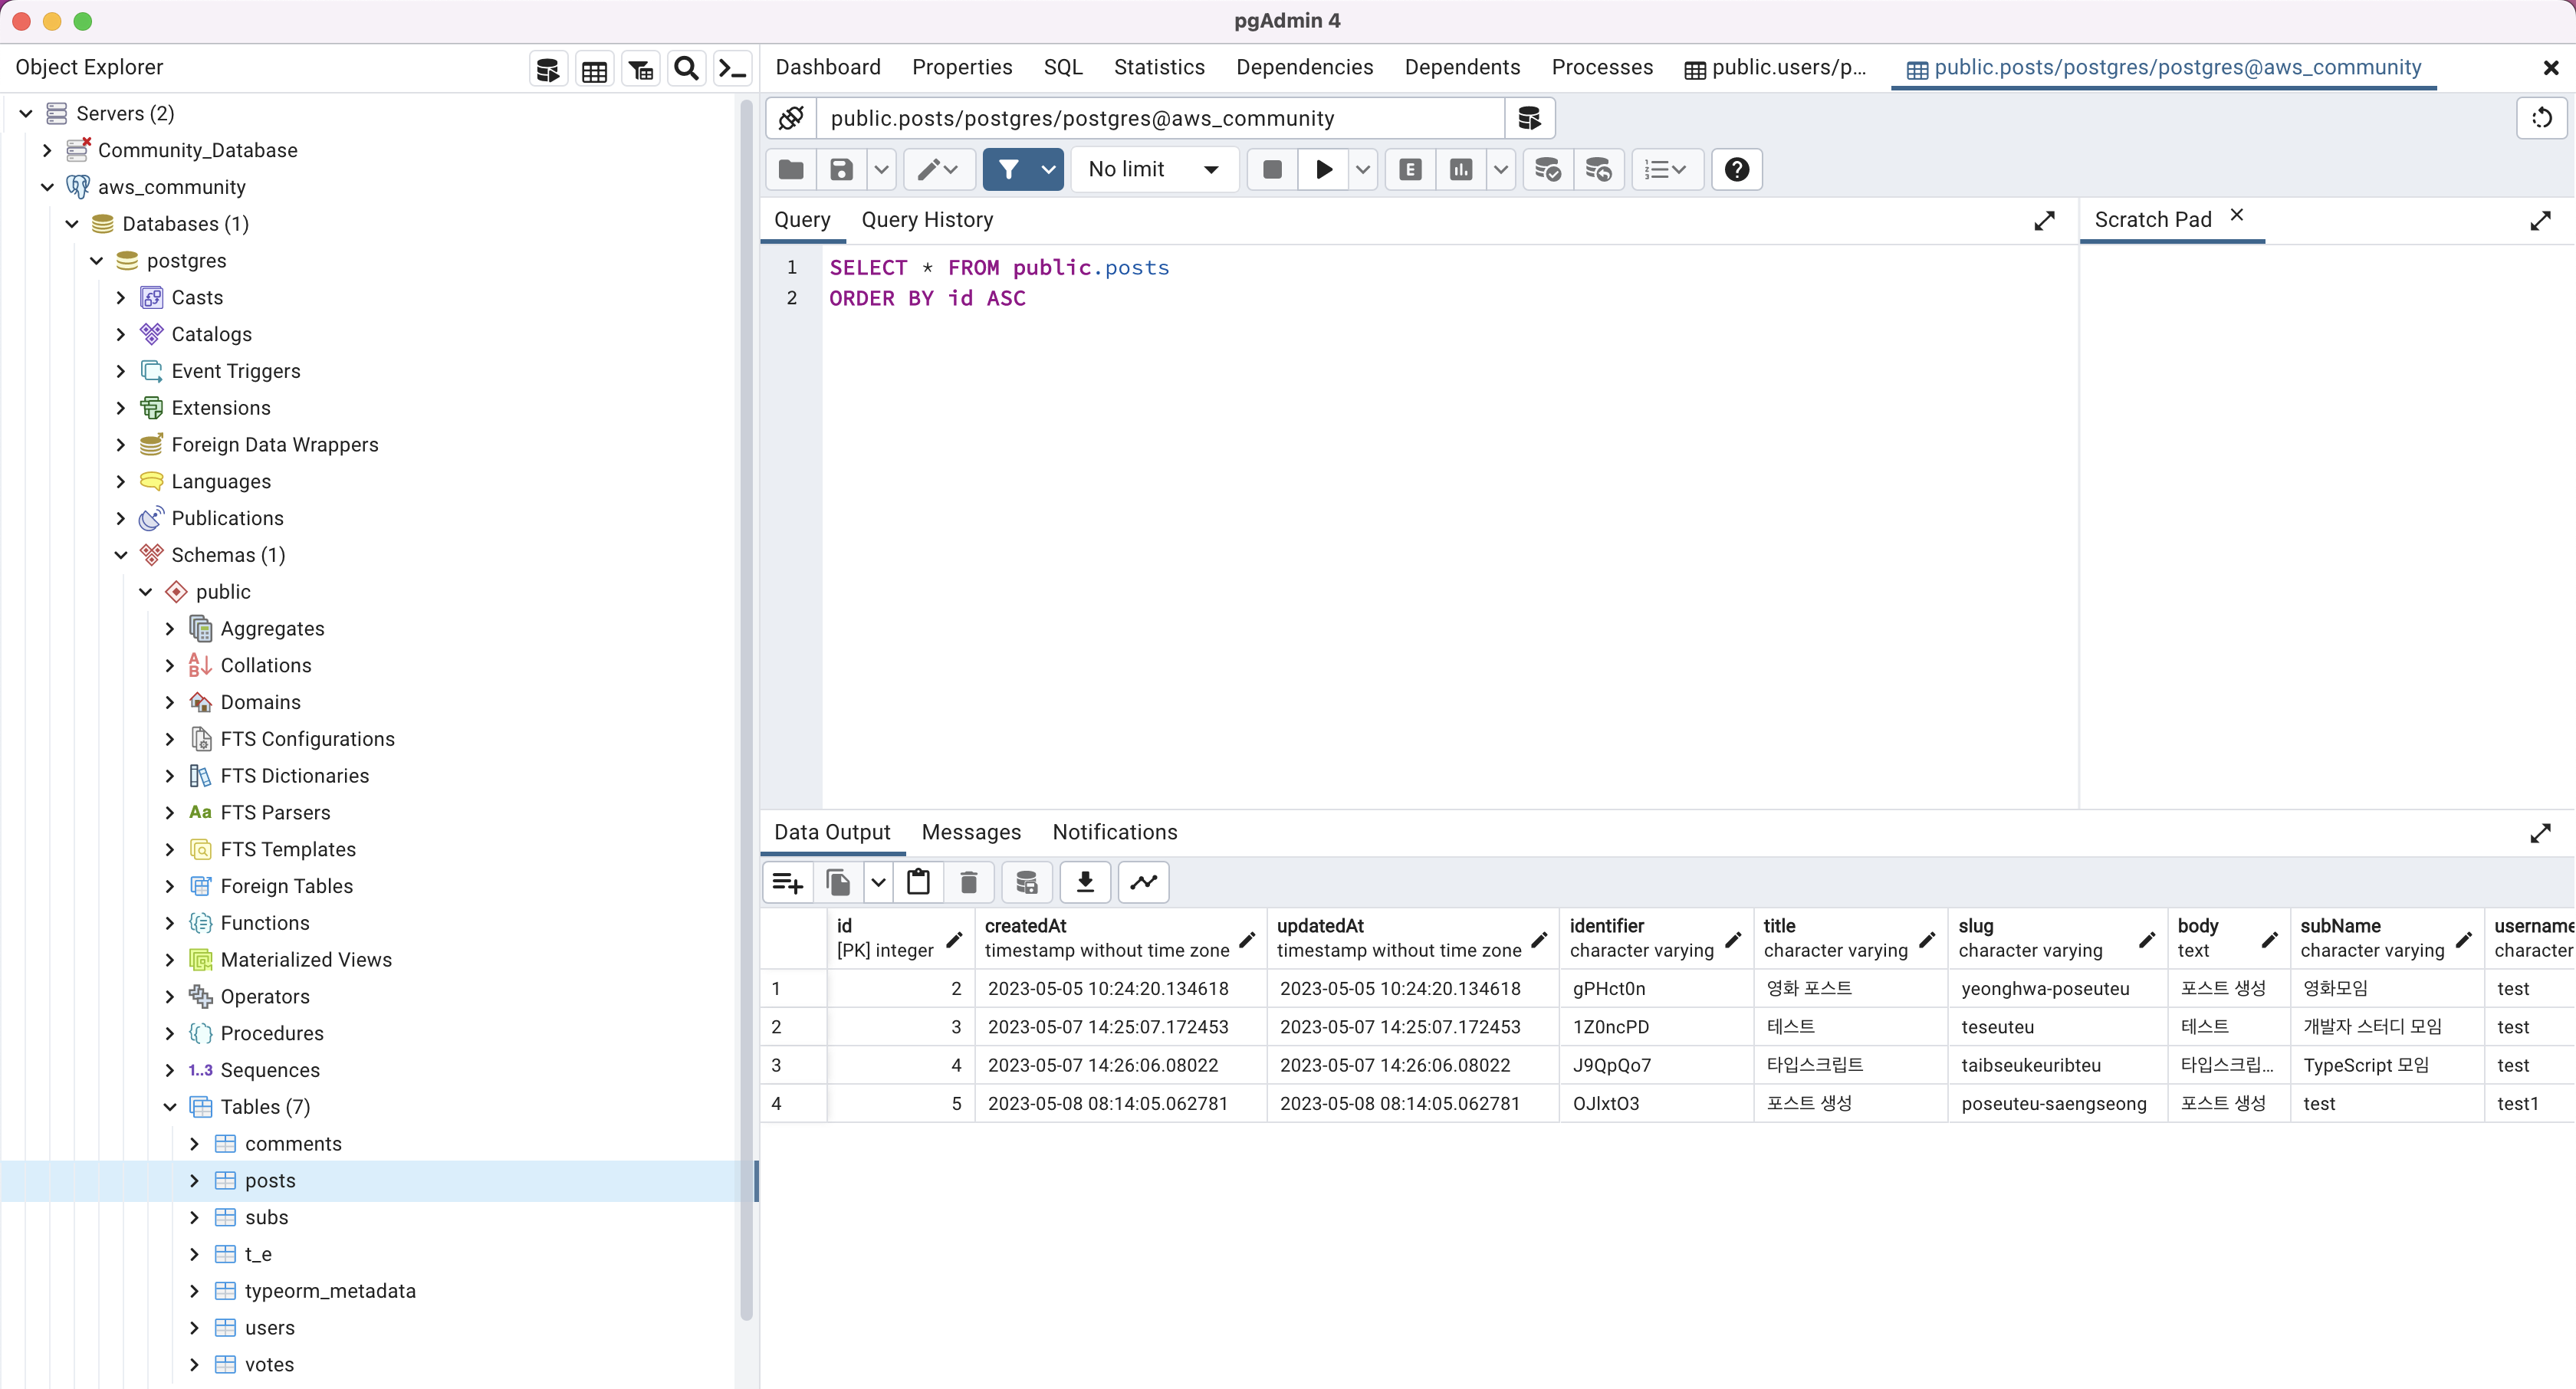 pgAdmin 4
Object Explorer
Dashboard Properties SQL Statistics Dependencies Dependents Processes public.users/p... public.posts/postgres/postgres@aws_community
Servers (2)
Community_Database
aws_community
Databases (1)
postgres
Casts
Catalogs
Event Triggers
Extensions
Foreign Data Wrappers
Languages
Publications
Schemas (1)
public
Aggregates
Collations
Domains
FTS Configurations
FTS Dictionaries
Aa FTS Parsers
FTS Templates
Foreign Tables
Functions
Materialized Views
Operators
Procedures
1..3 Sequences
Tables (7)
comments
posts
subs
t_e
typeorm_metadata
users
votes
public.posts/postgres/postgres@aws_community
No limit
E
Query Query History
Scratch Pad
1 SELECT * FROM public.posts
2 ORDER BY id ASC
Data Output Messages Notifications
id createdAt updatedAt identifier title slug body subName username
[PK] integer timestamp without time zone timestamp without time zone character varying character varying character varying text character varying character
1 2 2023-05-05 10:24:20.134618 2023-05-05 10:24:20.134618 gPHct0n 영화 포스트 yeonghwa-poseuteu 포스트 생성 영화모임 test
2 3 2023-05-07 14:25:07.172453 2023-05-07 14:25:07.172453 1Z0ncPD 테스트 teseuteu 테스트 개발자 스터디 모임 test
3 4 2023-05-07 14:26:06.08022 2023-05-07 14:26:06.08022 J9QpQo7 타입스크립트 taibseukeuribteu 타입스크립... TypeScript 모임 test
4 5 2023-05-08 08:14:05.062781 2023-05-08 08:14:05.062781 OJlxtO3 포스트 생성 poseuteu-saengseong 포스트 생성 test test1